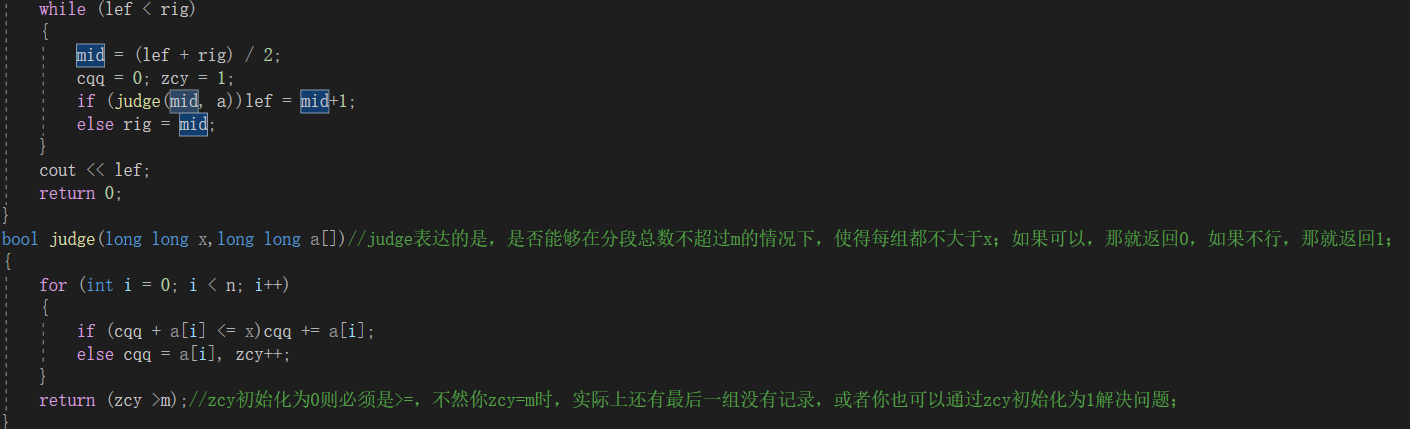 while (lef < rig)
{
mid = (lef + rig) / 2;
cqq = 0; zcy = 1;
if (judge(mid, a))lef = mid+1;
else rig = mid;
}
cout << lef;
return 0;
}
bool judge(long long x,long long a[])//judge表达的是，是否能够在分段总数不超过m的情况下，使得每组都不大于x；如果可以，那就返回0，如果不行，那就返回1；
{
for (int i = 0; i < n; i++)
{
if (cqq + a[i] <= x)cqq += a[i];
else cqq = a[i], zcy++;
}
return (zcy >m);//zcy初始化为0则必须是>=，不然你zcy=m时，实际上还有最后一组没有记录，或者你也可以通过zcy初始化为1解决问题；
}